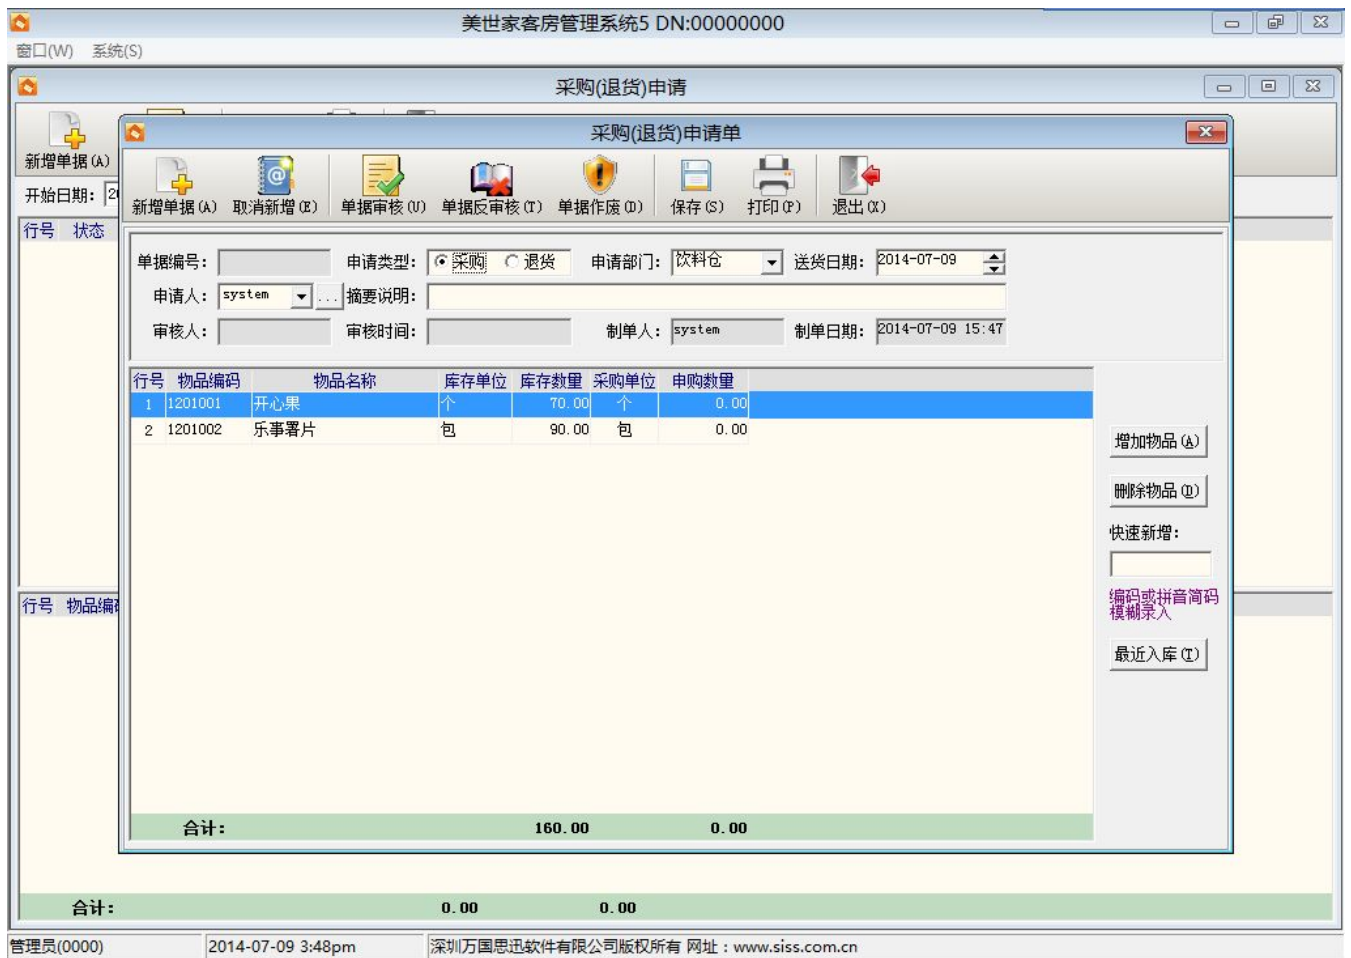 美世家客房管理系统5 DN:00000000
窗口(W) 系统(S)
采购(退货)申请
采购(退货)申请单
新增单据(A)
新增单据(A) 取消新增(E) 单据审核(U) 单据反审核(T) 单据作废(D) 保存(S) 打印(P) 退出(X)
开始日期: 2
行号 状态
单据编号: 申请类型: 采购 退货 申请部门: 饮料仓 送货日期: 2014-07-09
申请人: system ... 摘要说明:
审核人: 审核时间: 制单人: system 制单日期: 2014-07-09 15:47
行号 物品编码 物品名称 库存单位 库存数量 采购单位 申购数量
1 1201001 开心果 个 70.00 个 0.00
2 1201002 乐事署片 包 90.00 包 0.00
增加物品(A)
删除物品(D)
快速新增:
编码或拼音简码
模糊录入
最近入库(I)
行号 物品编
合计: 160.00 0.00
合计: 0.00 0.00
管理员(0000) 2014-07-09 3:48pm 深圳万国思迅软件有限公司版权所有 网址：www.siss.com.cn